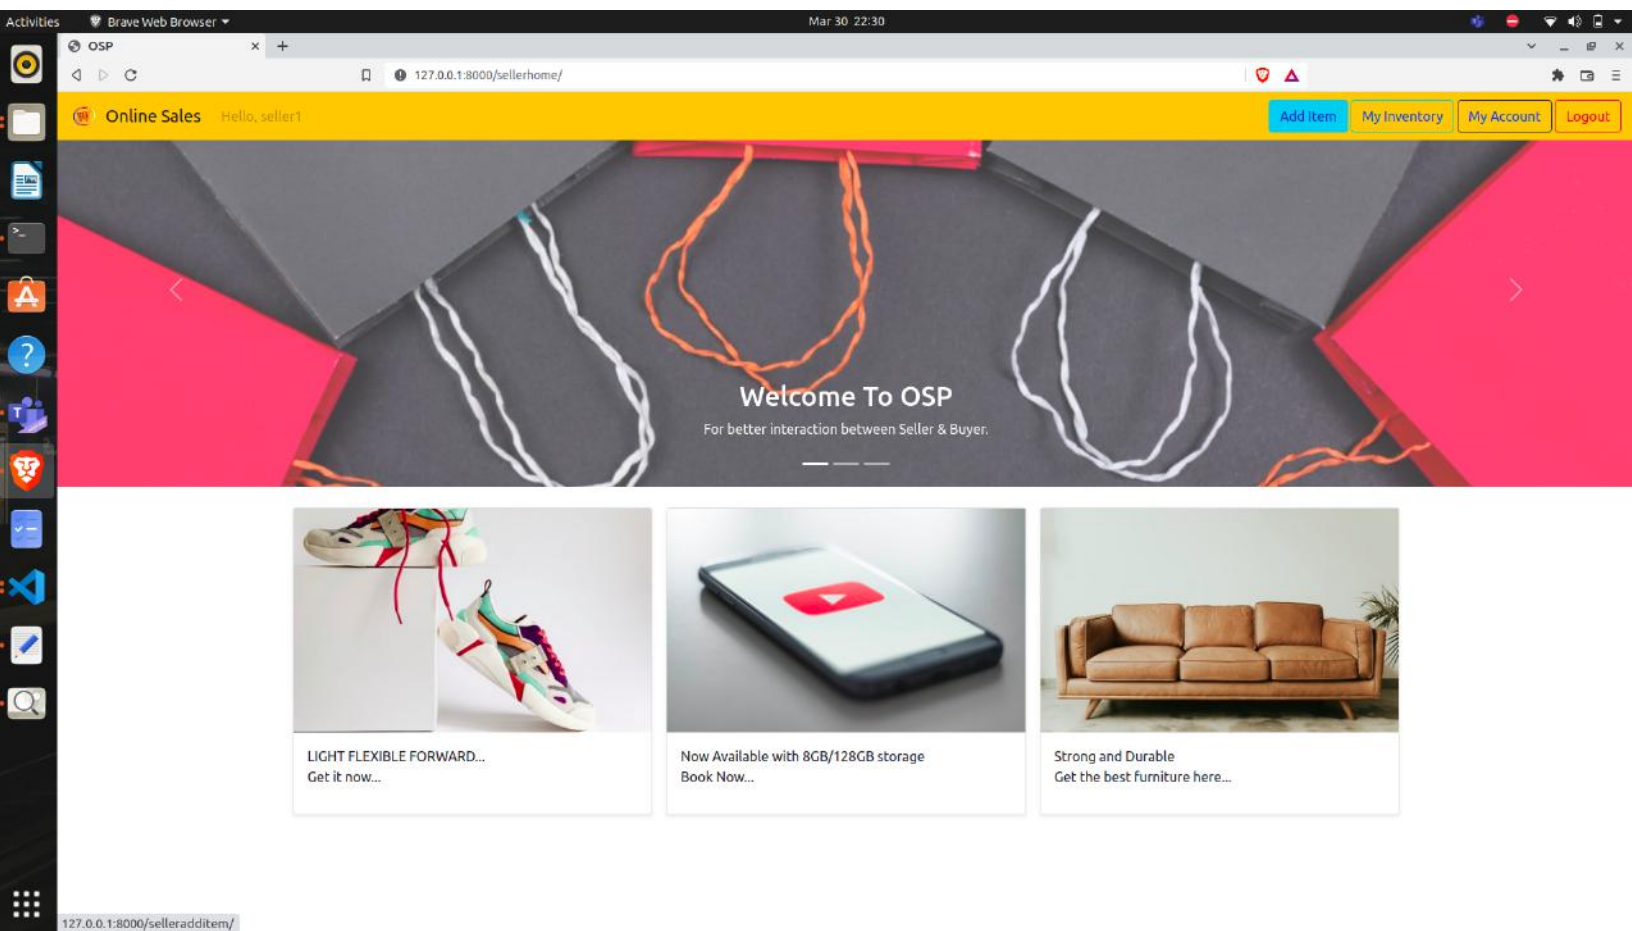 Activities Brave Web Browser Mar 30 22:30
OSP
127.0.0.1:8000/sellerhome/
Online Sales Hello, seller1 Add Item My Inventory My Account Logout
Welcome To OSP
For better interaction between Seller & Buyer.
LIGHT FLEXIBLE FORWARD...
Get it now...
Now Available with 8GB/128GB storage
Book Now...
Strong and Durable
Get the best furniture here...
127.0.0.1:8000/selleradditem/